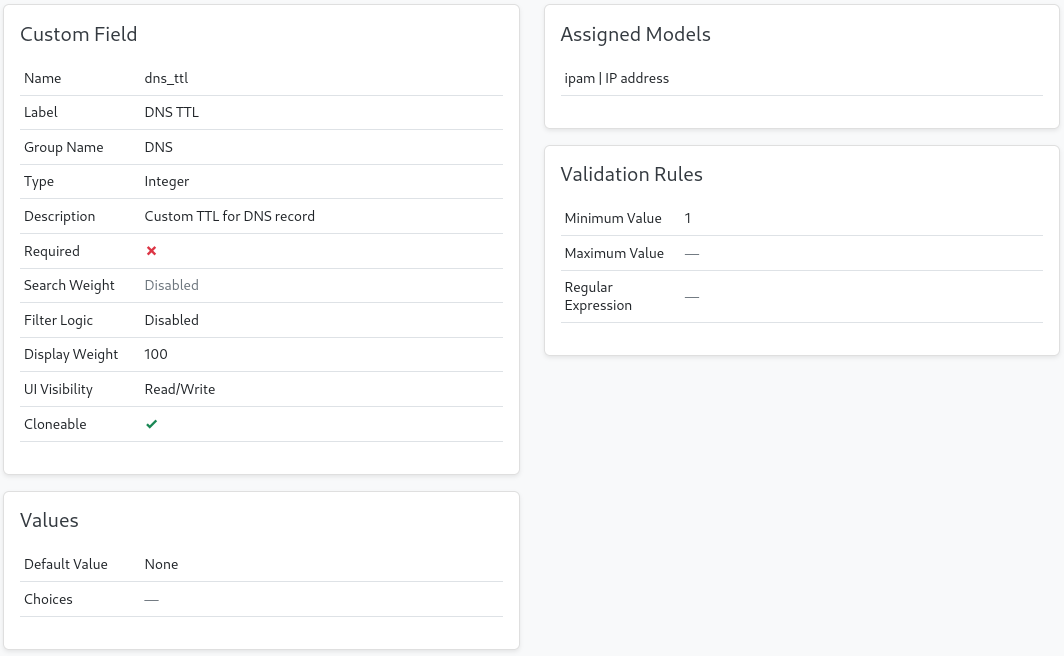 Custom Field
Name dns_ttl
Label DNS TTL
Group Name DNS
Type Integer
Description Custom TTL for DNS record
Required
Search Weight Disabled
Filter Logic Disabled
Display Weight 100
UI Visibility Read/Write
Cloneable
Values
Default Value None
Choices —
Assigned Models
ipam | IP address
Validation Rules
Minimum Value 1
Maximum Value —
Regular
Expression —